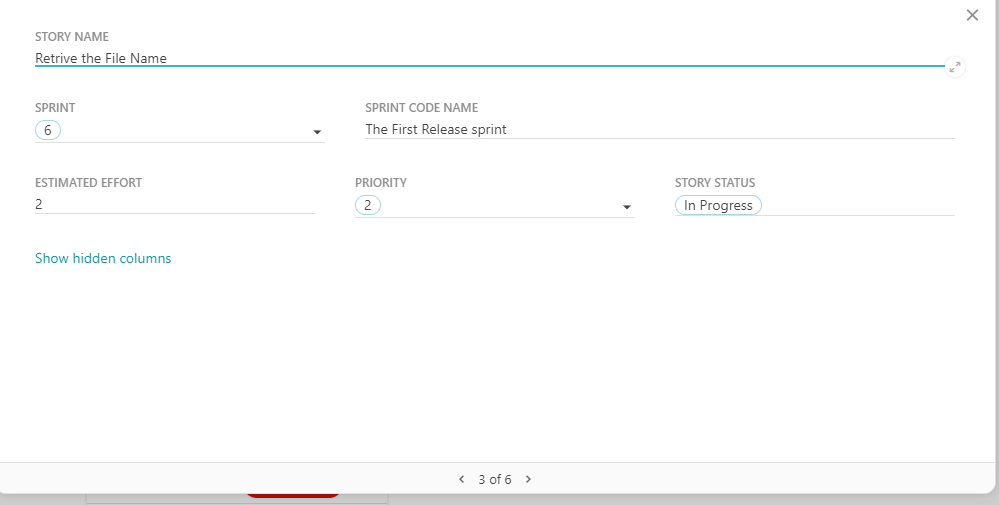 STORY NAME
Retrive the File Name
SPRINT
SPRINT CODE NAME
6
The First Release sprint
ESTIMATED EFFORT
PRIORITY
STORY STATUS
2
2
In Progress
Show hidden columns
3 of 6